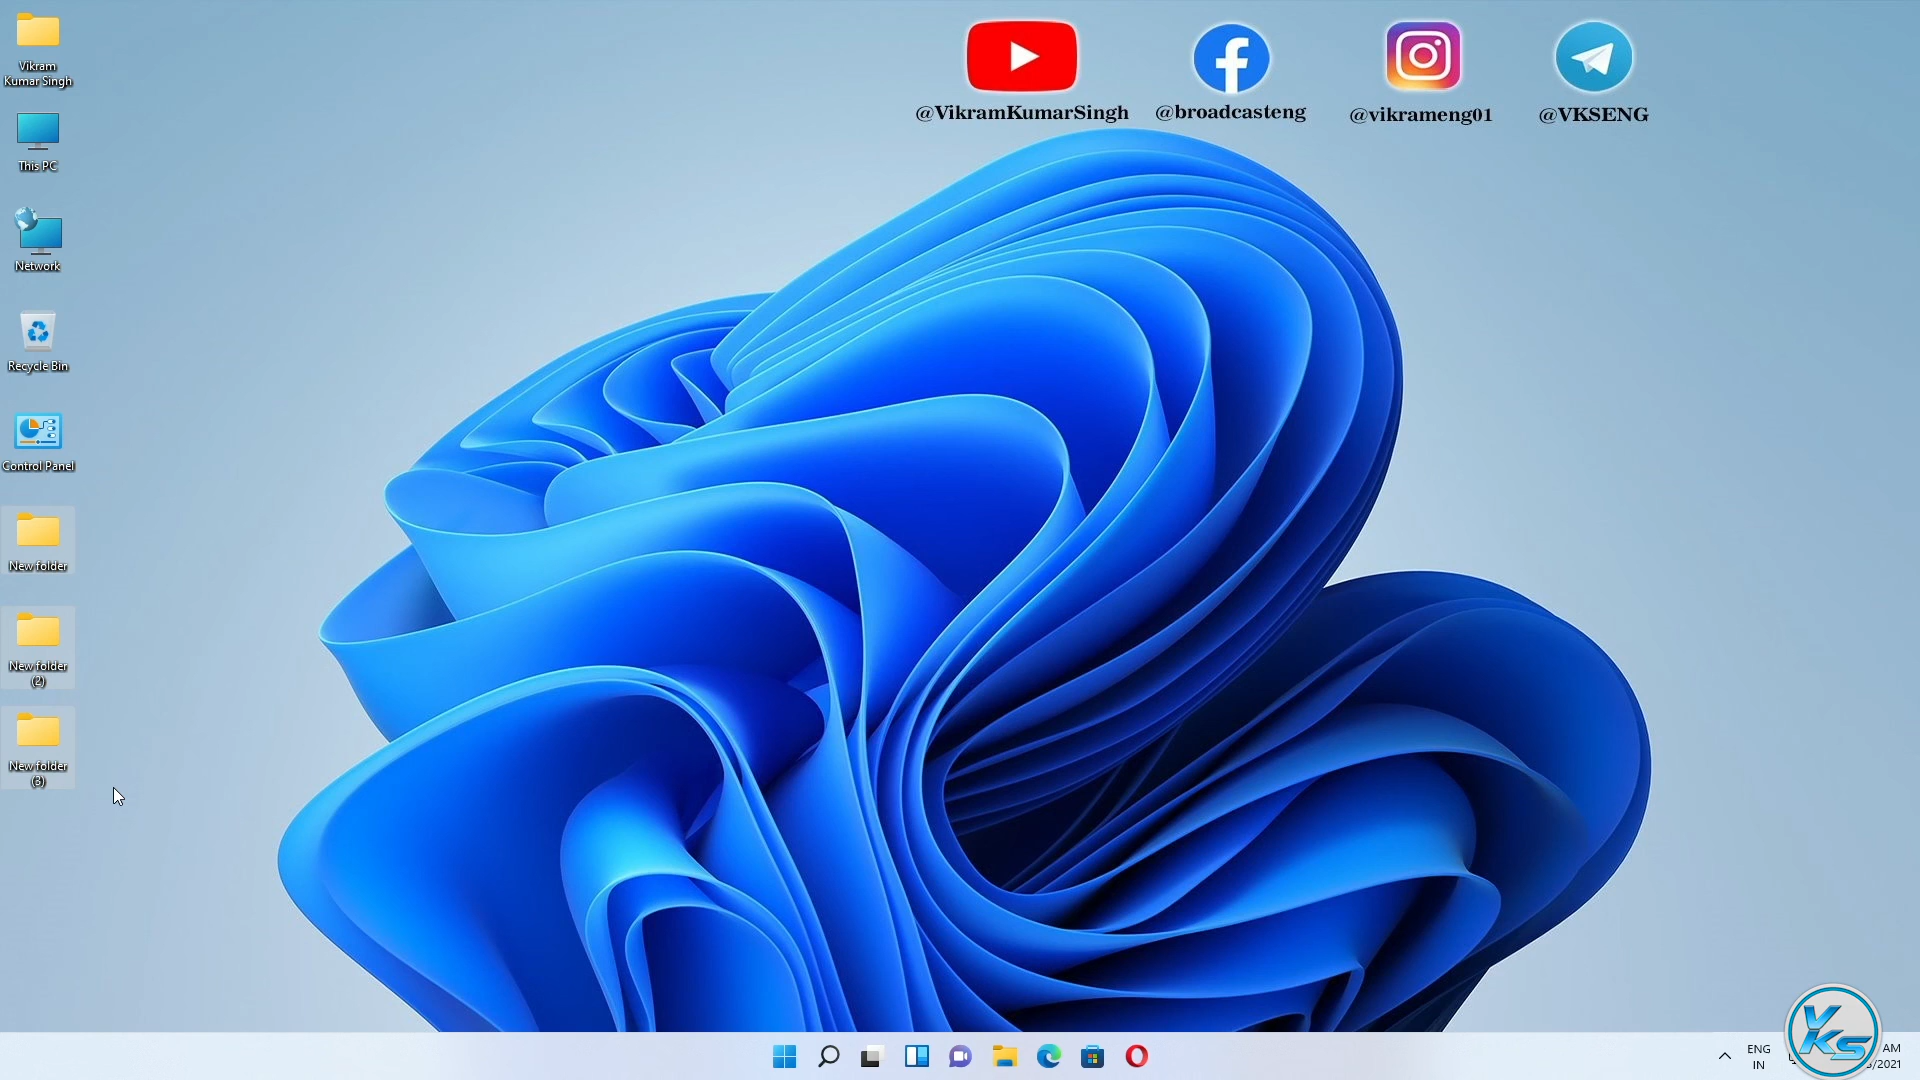 Vikram
Kumar Singh
This PC
Network
Recycle Bin
Control Panel
New folder
New folder
(2)
New folder
(3)
@VikramKumarSingh
@broadcasteng
@vikrameng01
@VKSENG
ENG
IN
AM
/2021
VKS